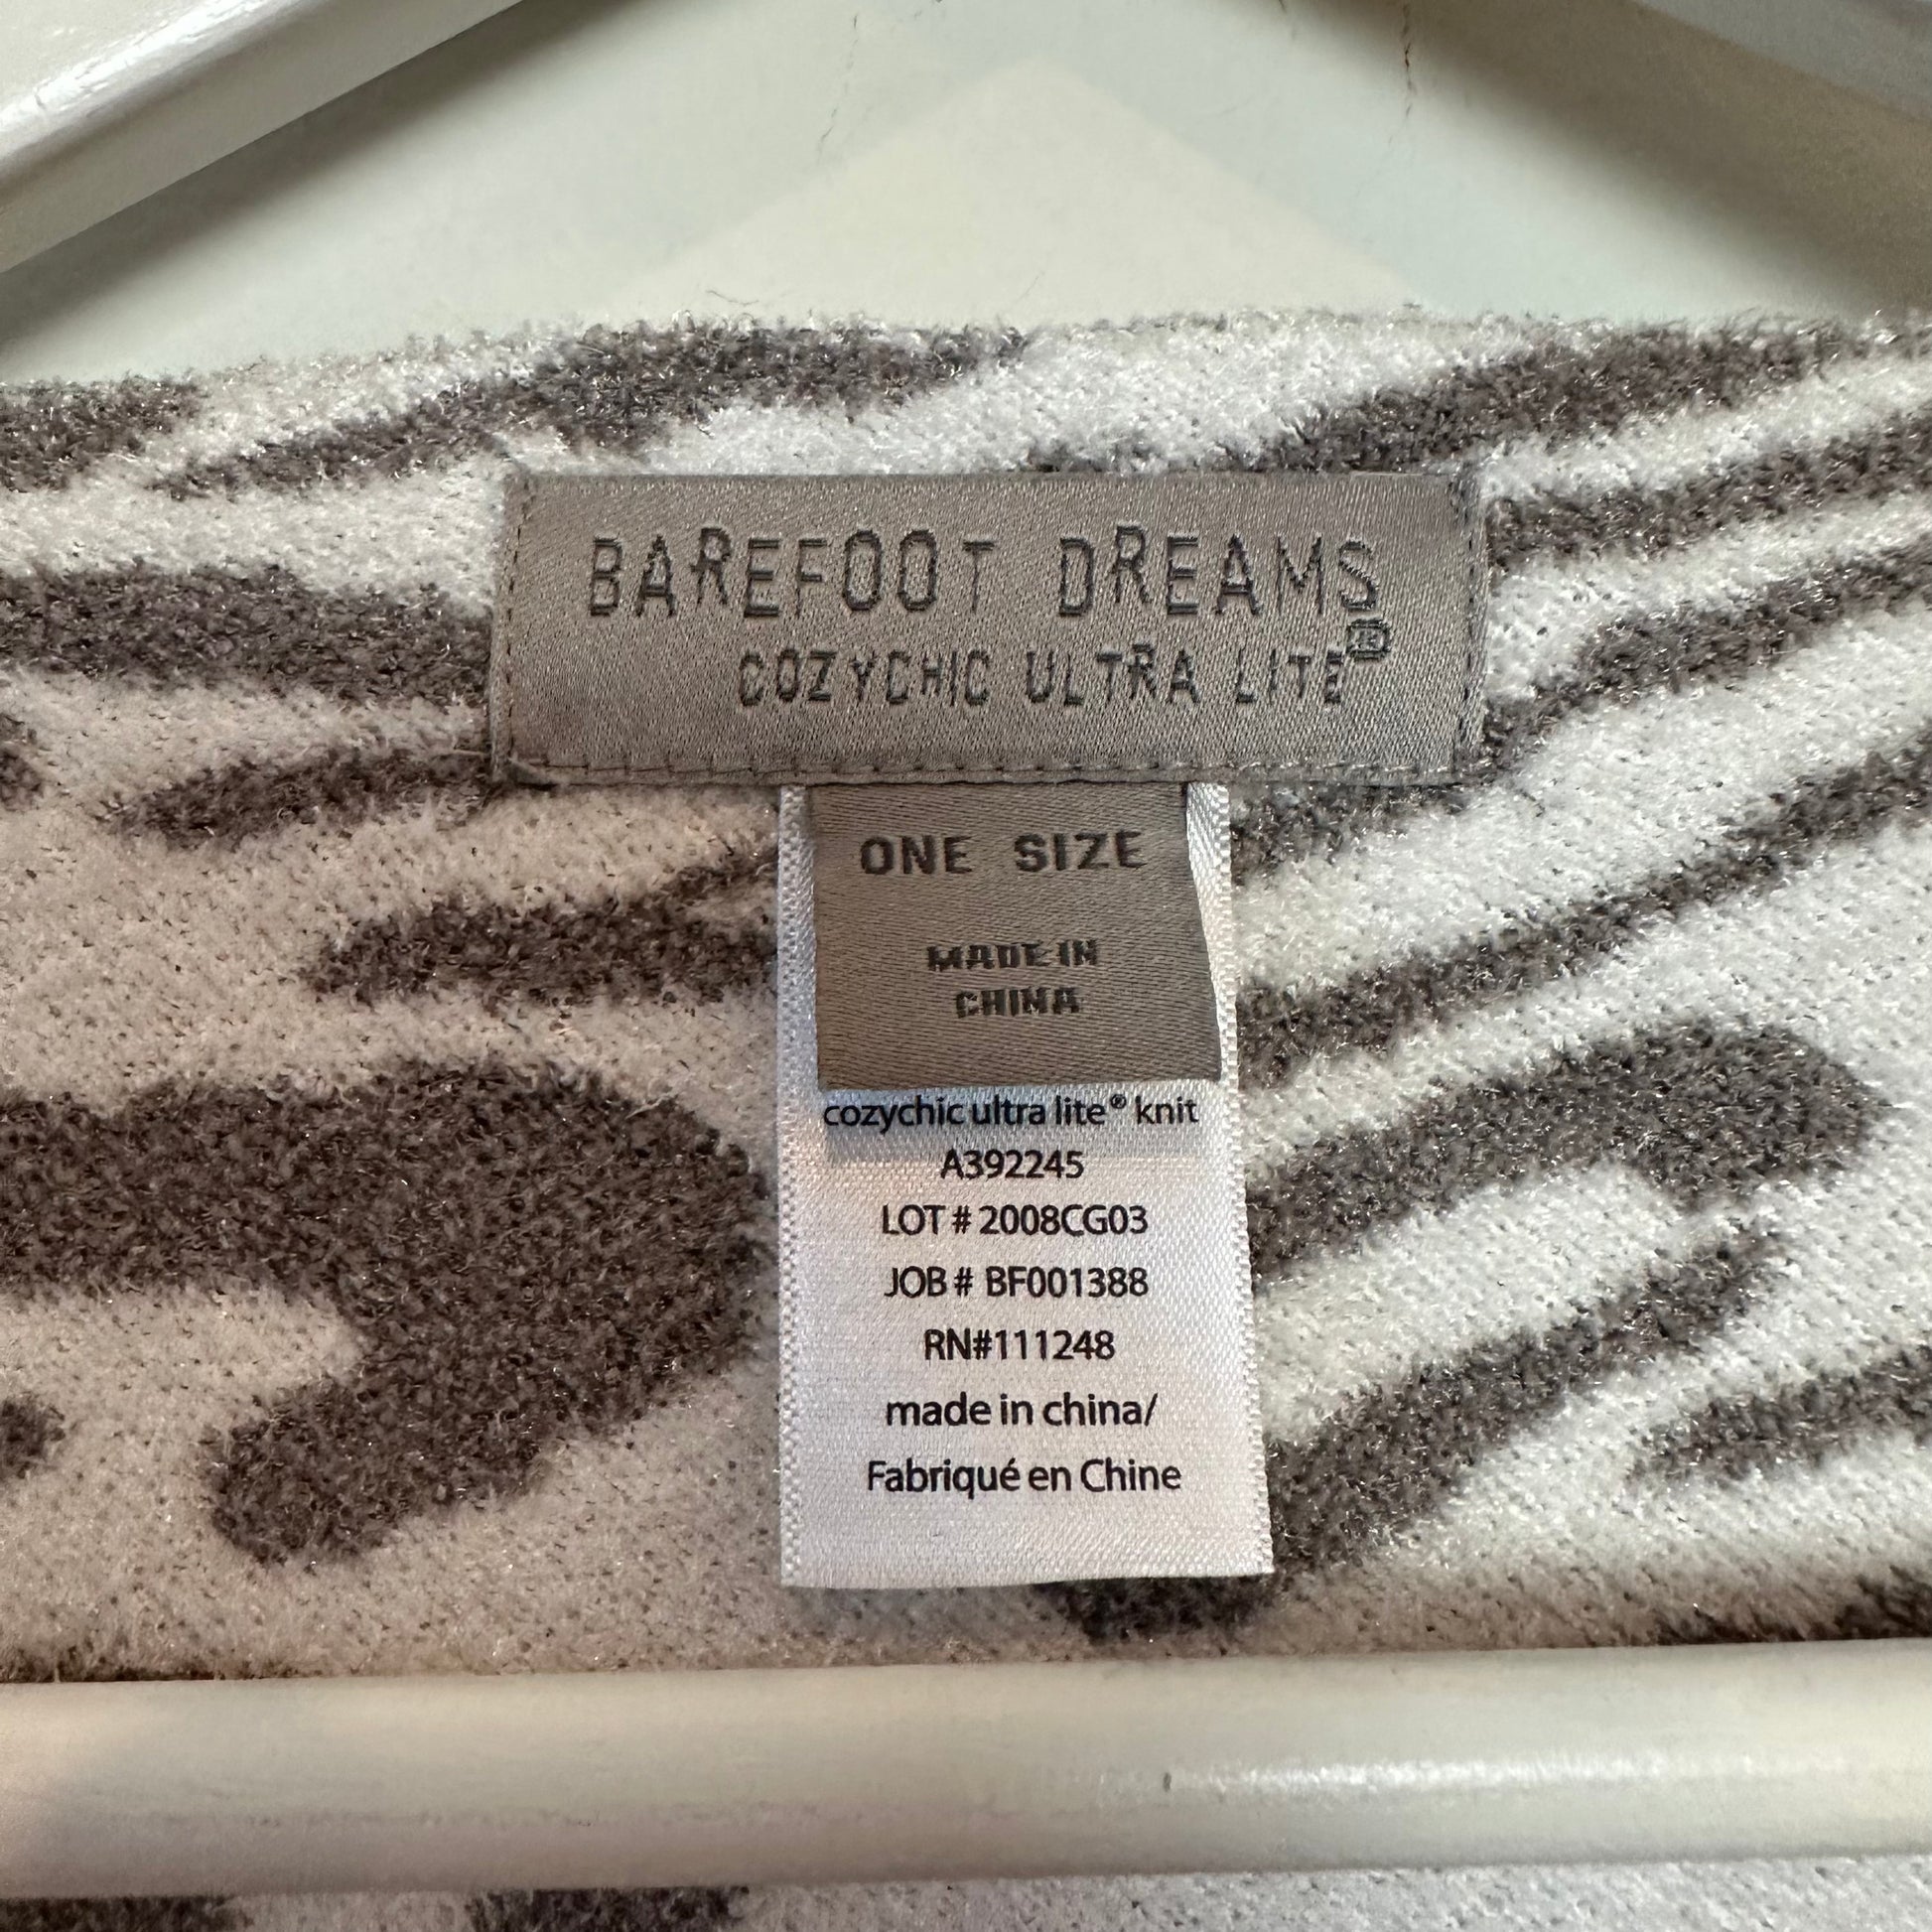 BAREFOOT DREAMS
COZYCHIC ULTRA LITE®
ONE SIZE
MADE IN
CHINA
cozychic ultra lite® knit
A392245
LOT # 2008CG03
JOB # BF001388
RN#111248
made in china/
Fabriqué en Chine